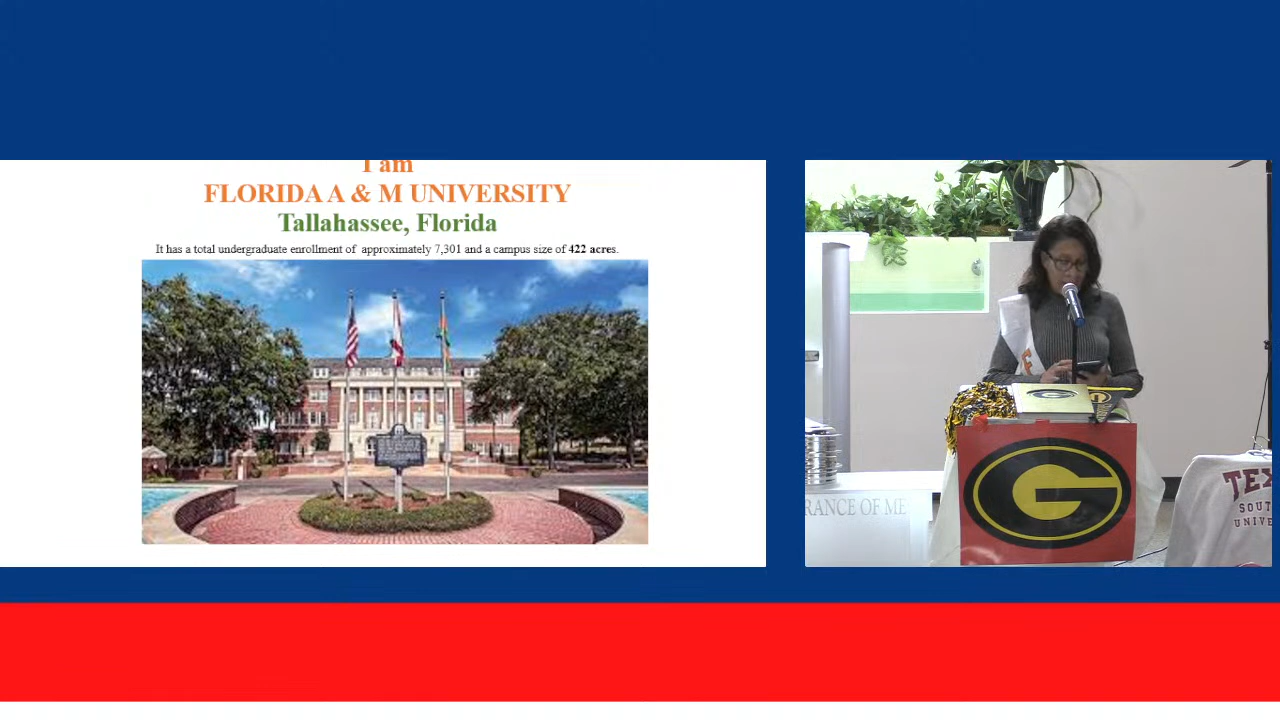 I am
FLORIDA A & M UNIVERSITY
Tallahassee, Florida
It has a total undergraduate enrollment of approximately 7,301 and a campus size of 422 acres.
F
G
RANCE OF ME
TEX
SOUT
UNIVE